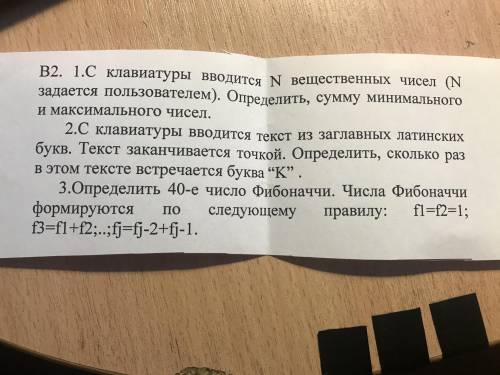 В2. 1.С клавиатуры вводится N вещественных чисел (N
задается пользователем). Определить, сумму минимального
и максимального чисел.
2.С клавиатуры вводится текст из заглавных латинских
букв. Текст заканчивается точкой. Определить, сколько раз
в этом тексте встречается буква “К” .
3.Определить 40-е число Фибоначчи. Числа Фибоначчи
формируются по следующему правилу: f1=f2=1;
f3=f1+f2;..;fj=fj-2+fj-1.